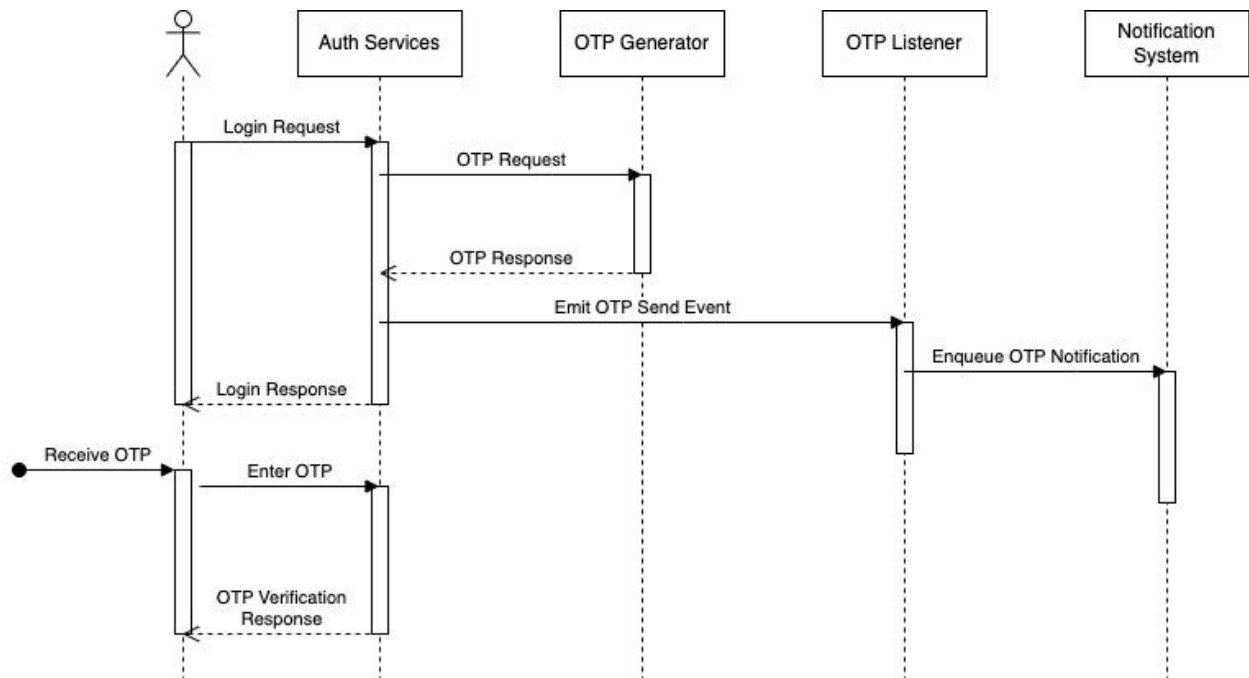 Auth Services
OTP Generator
OTP Listener
Notification
System
Login Request
OTP Request
OTP Response
Emit OTP Send Event
Enqueue OTP Notification
Login Response
Receive OTP
Enter OTP
OTP Verification
Response